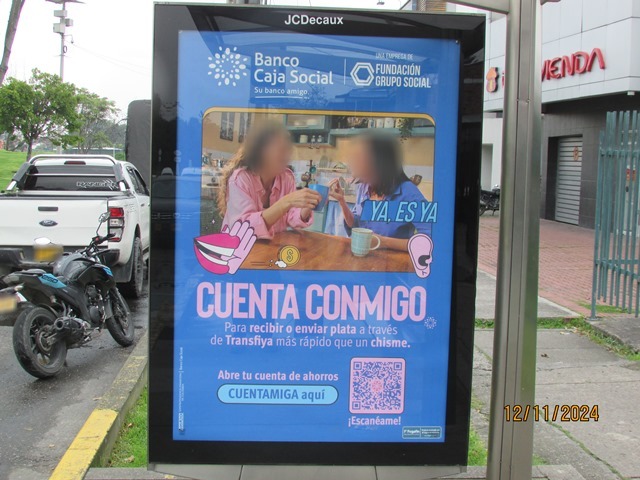 JCDecaux
Banco
Caja Social
Su banco amigo
UNA EMPRESA DE
FUNDACIÓN
GRUPO SOCIAL
VIENDA
YA, ES YA
CUENTA CONMIGO
Para recibir o enviar plata a través
de Transfiya más rápido que un chisme.
Abre tu cuenta de ahorros
CUENTAMIGA aquí
¡Escanéame!
12/11/2024